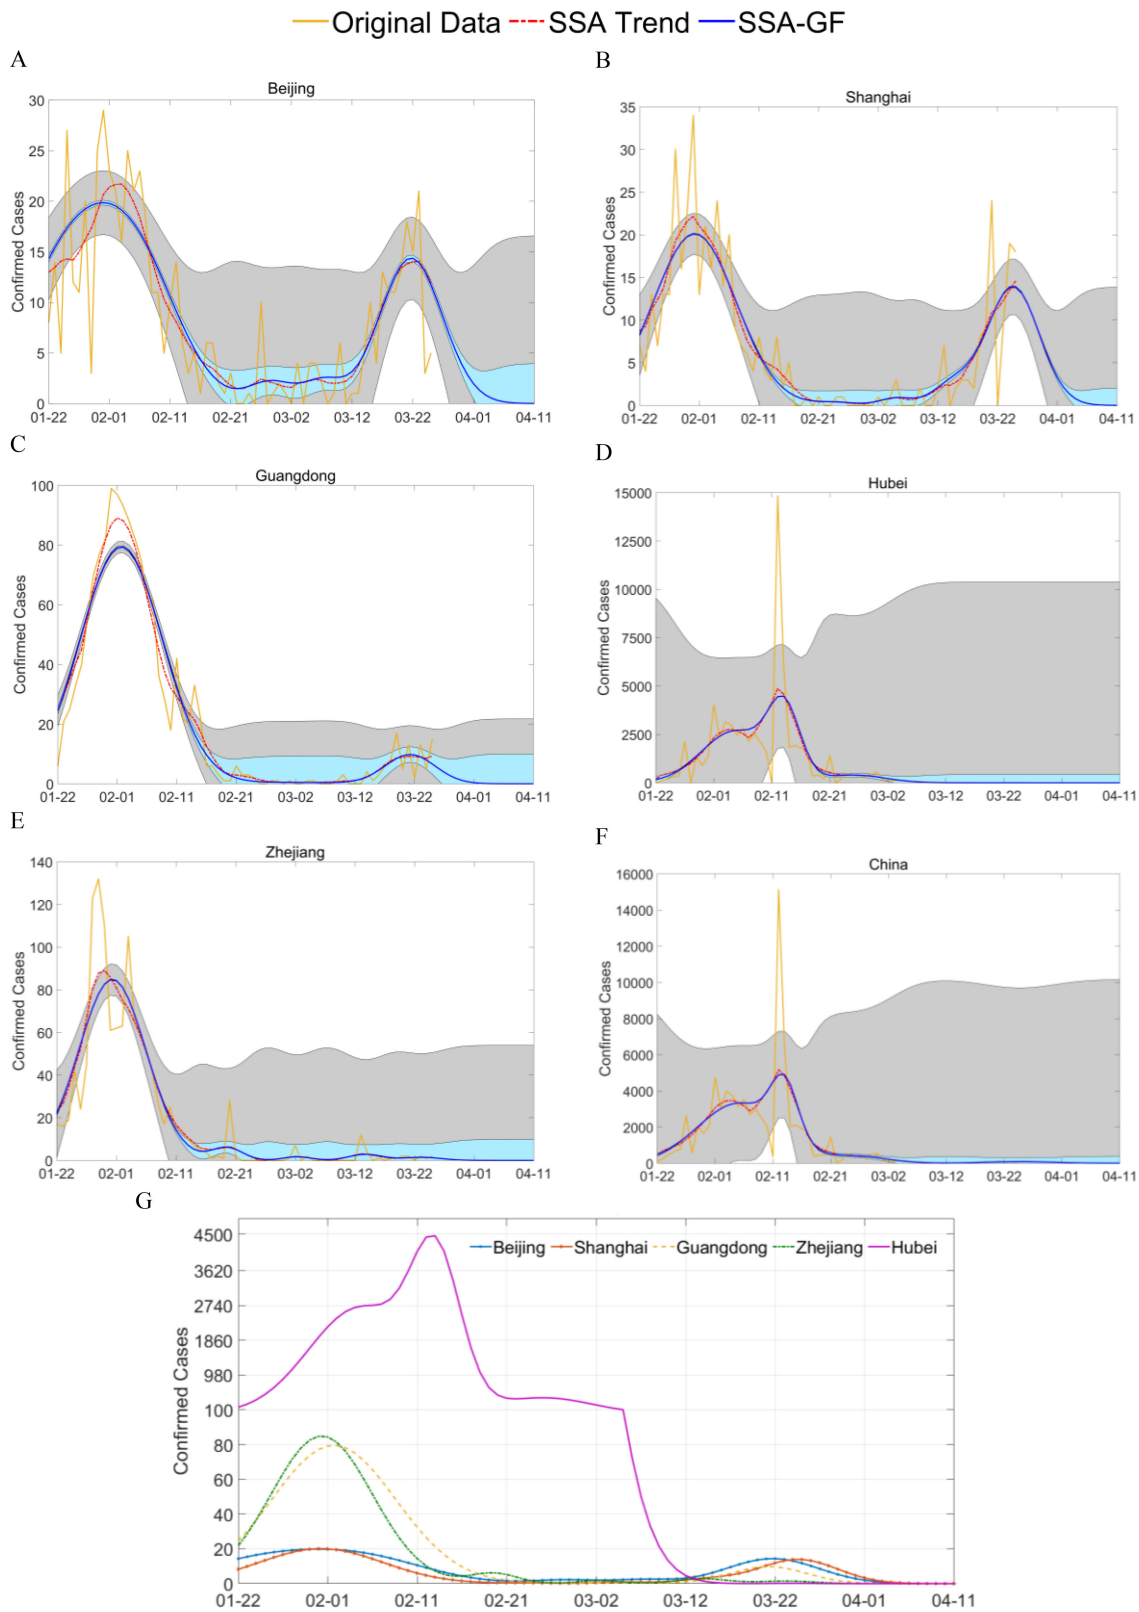 Original Data SSA Trend SSA-GF
A
Beijing
Confirmed Cases
30
25
20
15
10
5
0
01-22 02-01 02-11 02-21 03-02 03-12 03-22 04-01 04-11
B
Shanghai
Confirmed Cases
35
30
25
20
15
10
5
0
01-22 02-01 02-11 02-21 03-02 03-12 03-22 04-01 04-11
C
Guangdong
Confirmed Cases
100
80
60
40
20
0
01-22 02-01 02-11 02-21 03-02 03-12 03-22 04-01 04-11
D
Hubei
Confirmed Cases
15000
12500
10000
7500
5000
2500
0
01-22 02-01 02-11 02-21 03-02 03-12 03-22 04-01 04-11
E
Zhejiang
Confirmed Cases
140
120
100
80
60
40
20
0
01-22 02-01 02-11 02-21 03-02 03-12 03-22 04-01 04-11
F
China
Confirmed Cases
16000
14000
12000
10000
8000
6000
4000
2000
0
01-22 02-01 02-11 02-21 03-02 03-12 03-22 04-01 04-11
G
Beijing Shanghai Guangdong Zhejiang Hubei
Confirmed Cases
4500
3620
2740
1860
980
100
80
60
40
20
0
01-22 02-01 02-11 02-21 03-02 03-12 03-22 04-01 04-11